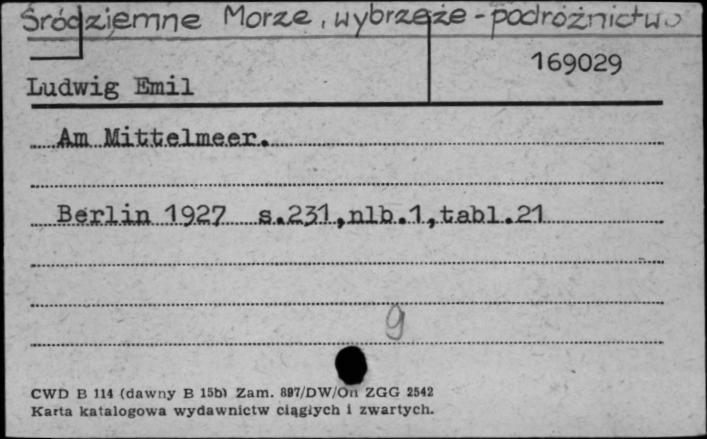 Śródziemne Morze, wybrzeże - podróżnictwo
169029
Ludwig Emil
Am Mittelmeer.
Berlin 1927 s.231,nlb.1,tabl.21
9
CWD B 114 (dawny B 15b) Zam. 897/DW/On ZGG 2542
Karta katalogowa wydawnictw ciągłych i zwartych.